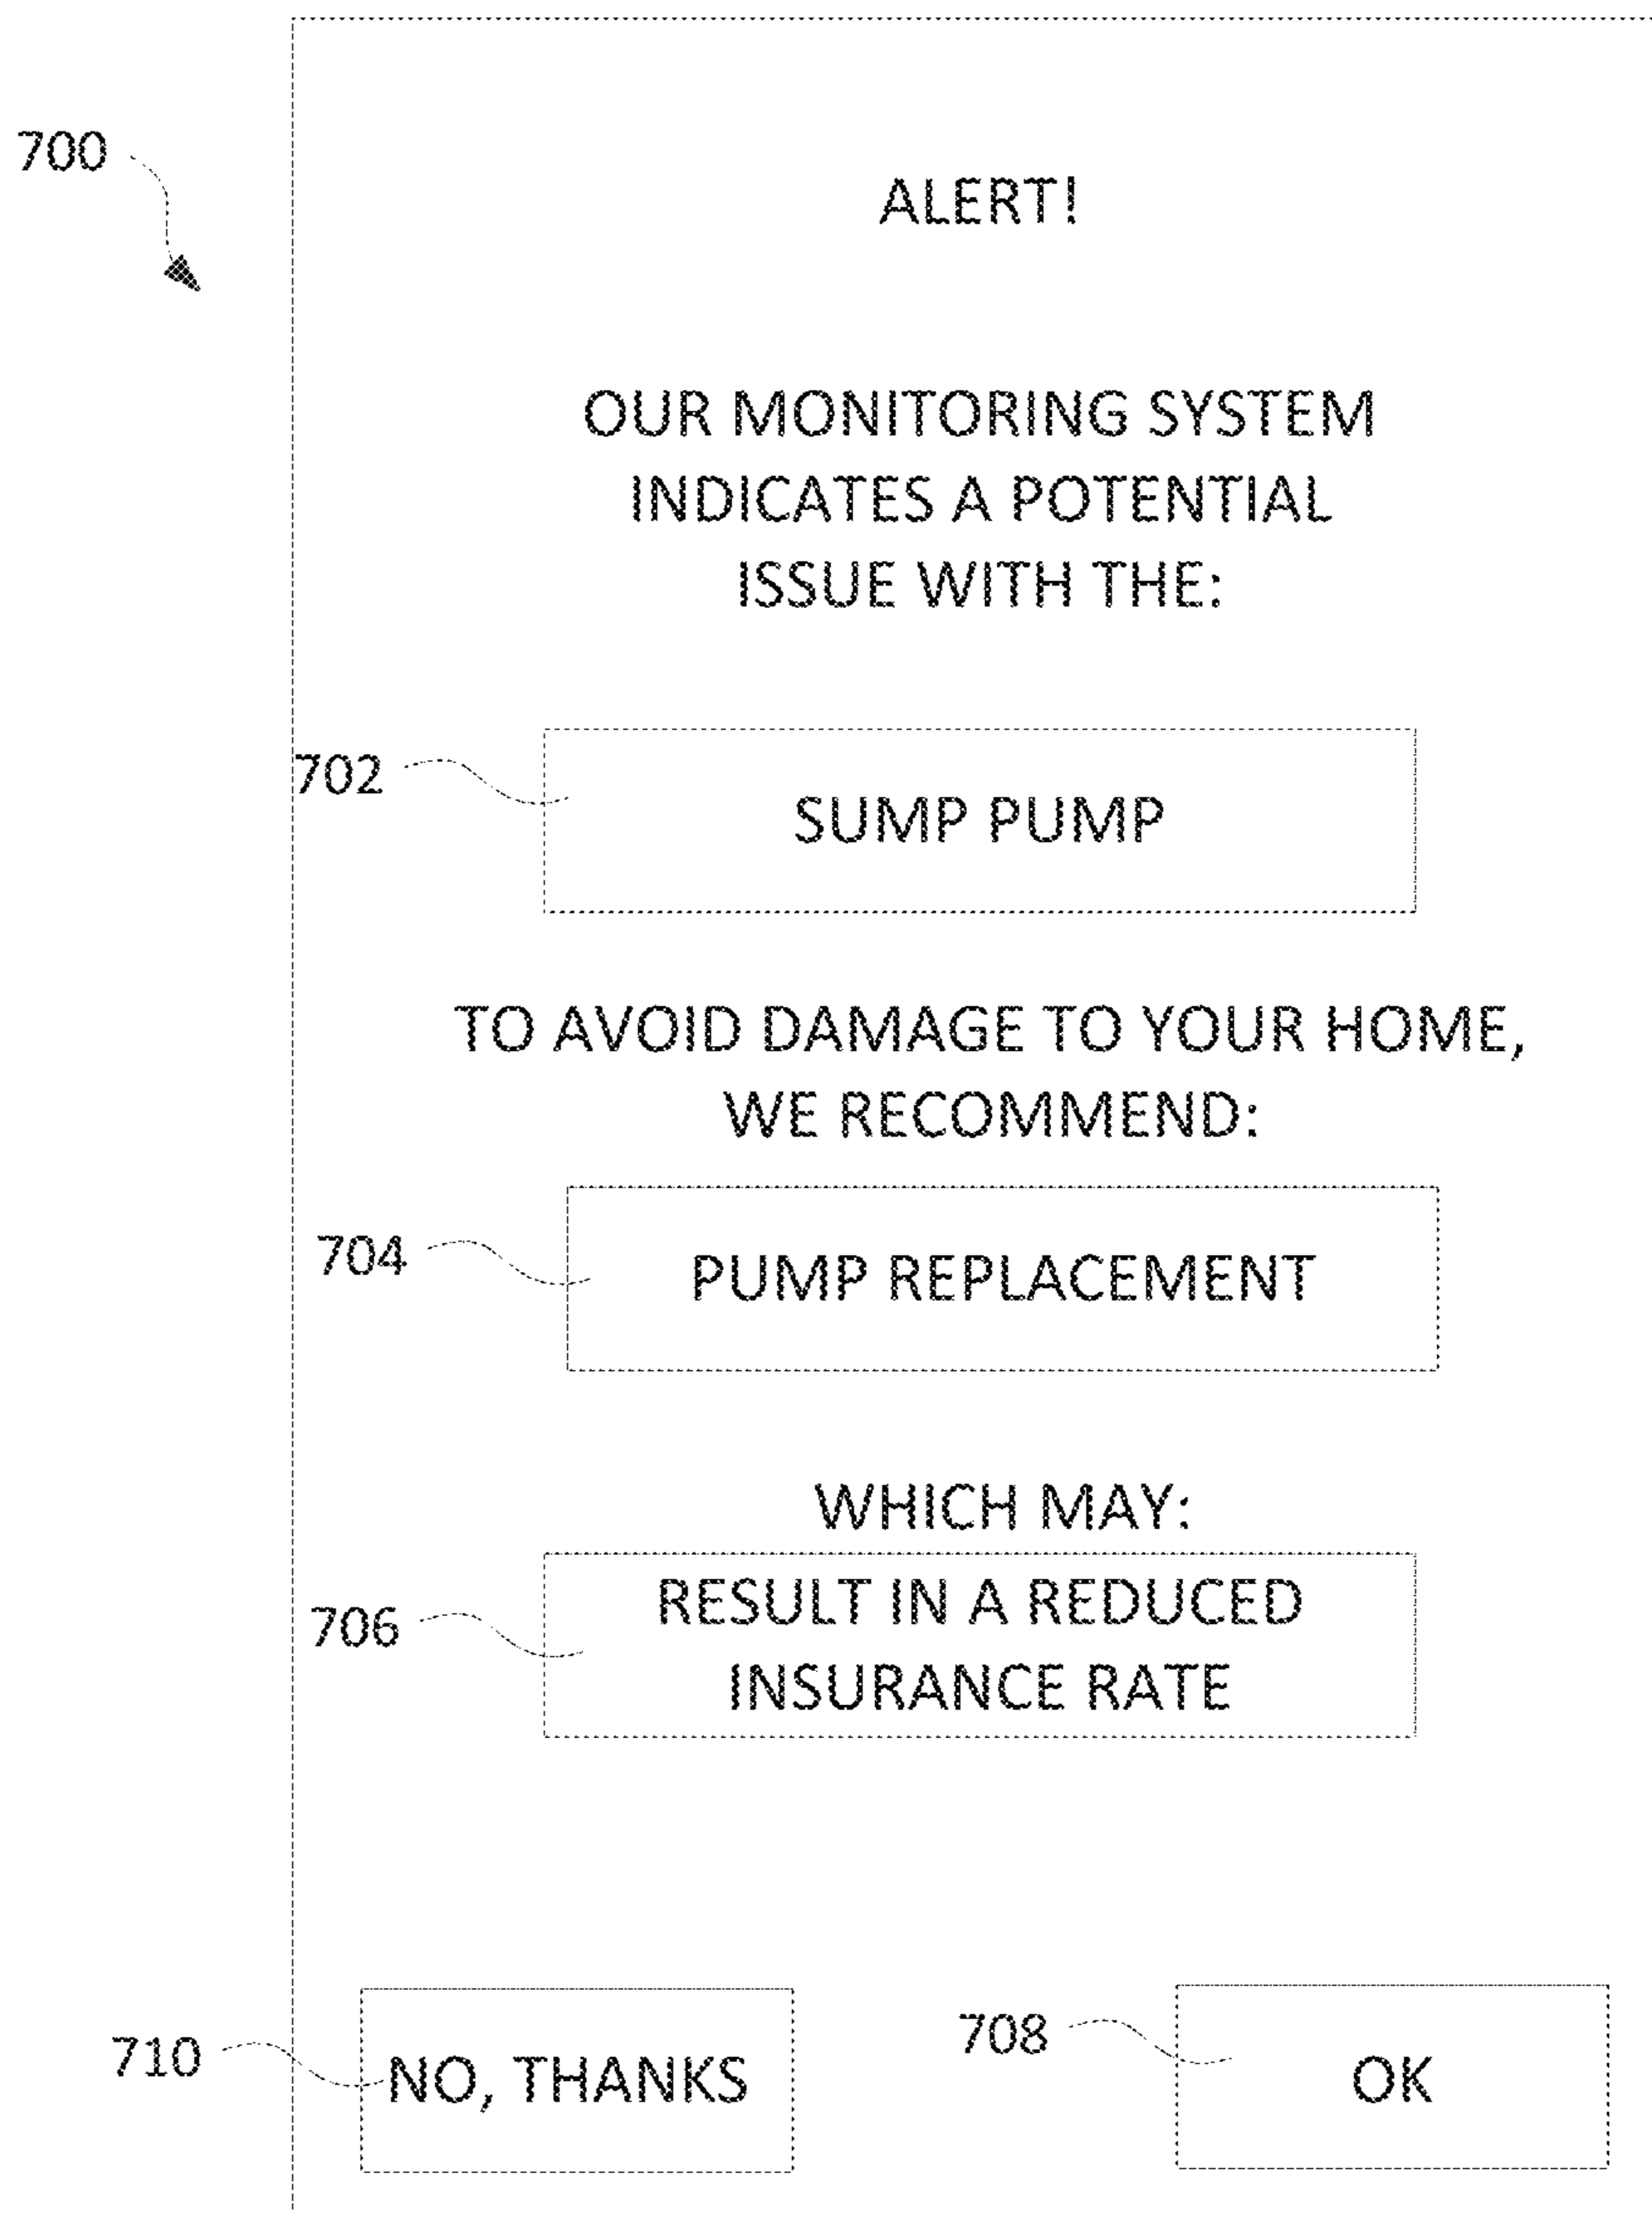 700
ALERT!
OUR MONITORING SYSTEM
INDICATES A POTENTIAL
ISSUE WITH THE:
702
SUMP PUMP
TO AVOID DAMAGE TO YOUR HOME,
WE RECOMMEND:
704
PUMP REPLACEMENT
WHICH MAY:
706
RESULT IN A REDUCED
INSURANCE RATE
710
NO, THANKS
708
OK